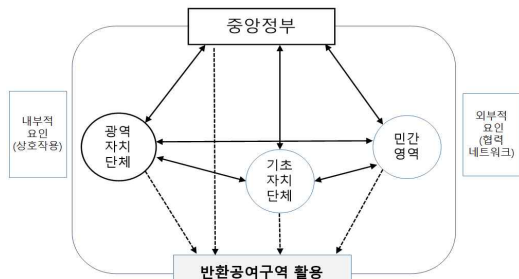 중앙정부
내부적
요인
(상호작용)
광역
자치
단체
기초
자치
단체
민간
영역
외부적
요인
(협력
네트워크)
반환공여구역 활용